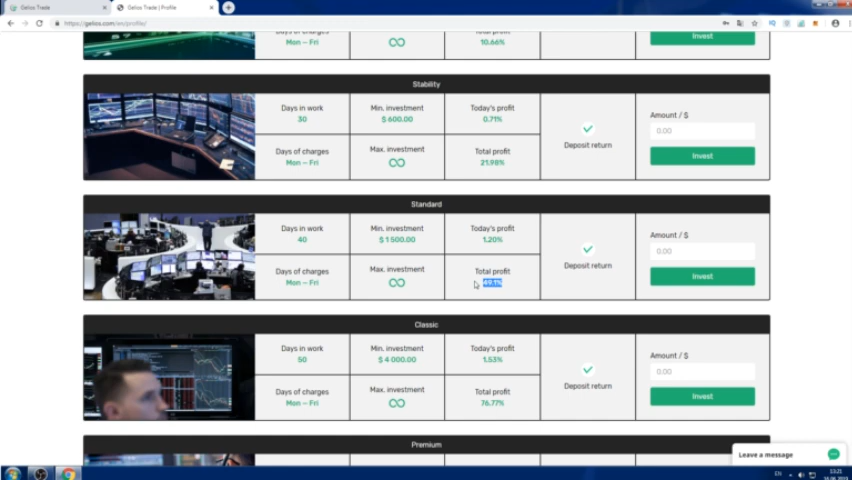 Gelios Trade
Gelios Trade | Profile
https://gelios.com/en/profile/
Mon — Fri
10.66%
Invest
Stability
Days in work
30
Min. investment
$ 600.00
Today's profit
0.71%
Days of charges
Mon — Fri
Max. investment
Total profit
21.98%
Deposit return
Amount / $
0.00
Invest
Standard
Days in work
40
Min. investment
$ 1 500.00
Today's profit
1.20%
Days of charges
Mon — Fri
Max. investment
Total profit
49.1%
Deposit return
Amount / $
0.00
Invest
Classic
Days in work
50
Min. investment
$ 4 000.00
Today's profit
1.53%
Days of charges
Mon — Fri
Max. investment
Total profit
76.77%
Deposit return
Amount / $
0.00
Invest
Premium
Leave a message
EN
13:21